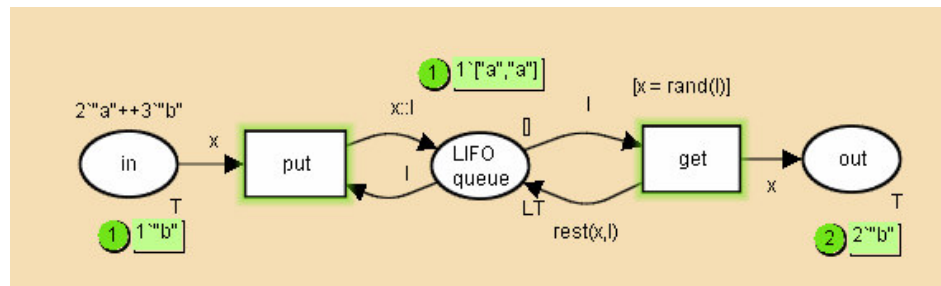 1 1`["a","a"]
2`"a"++3`"b"
x::l
l
[x = rand(l)]
[]
x
in
put
LIFO
queue
get
out
l
x
T
LT
T
rest(x,l)
1 1`"b"
2 2`"b"